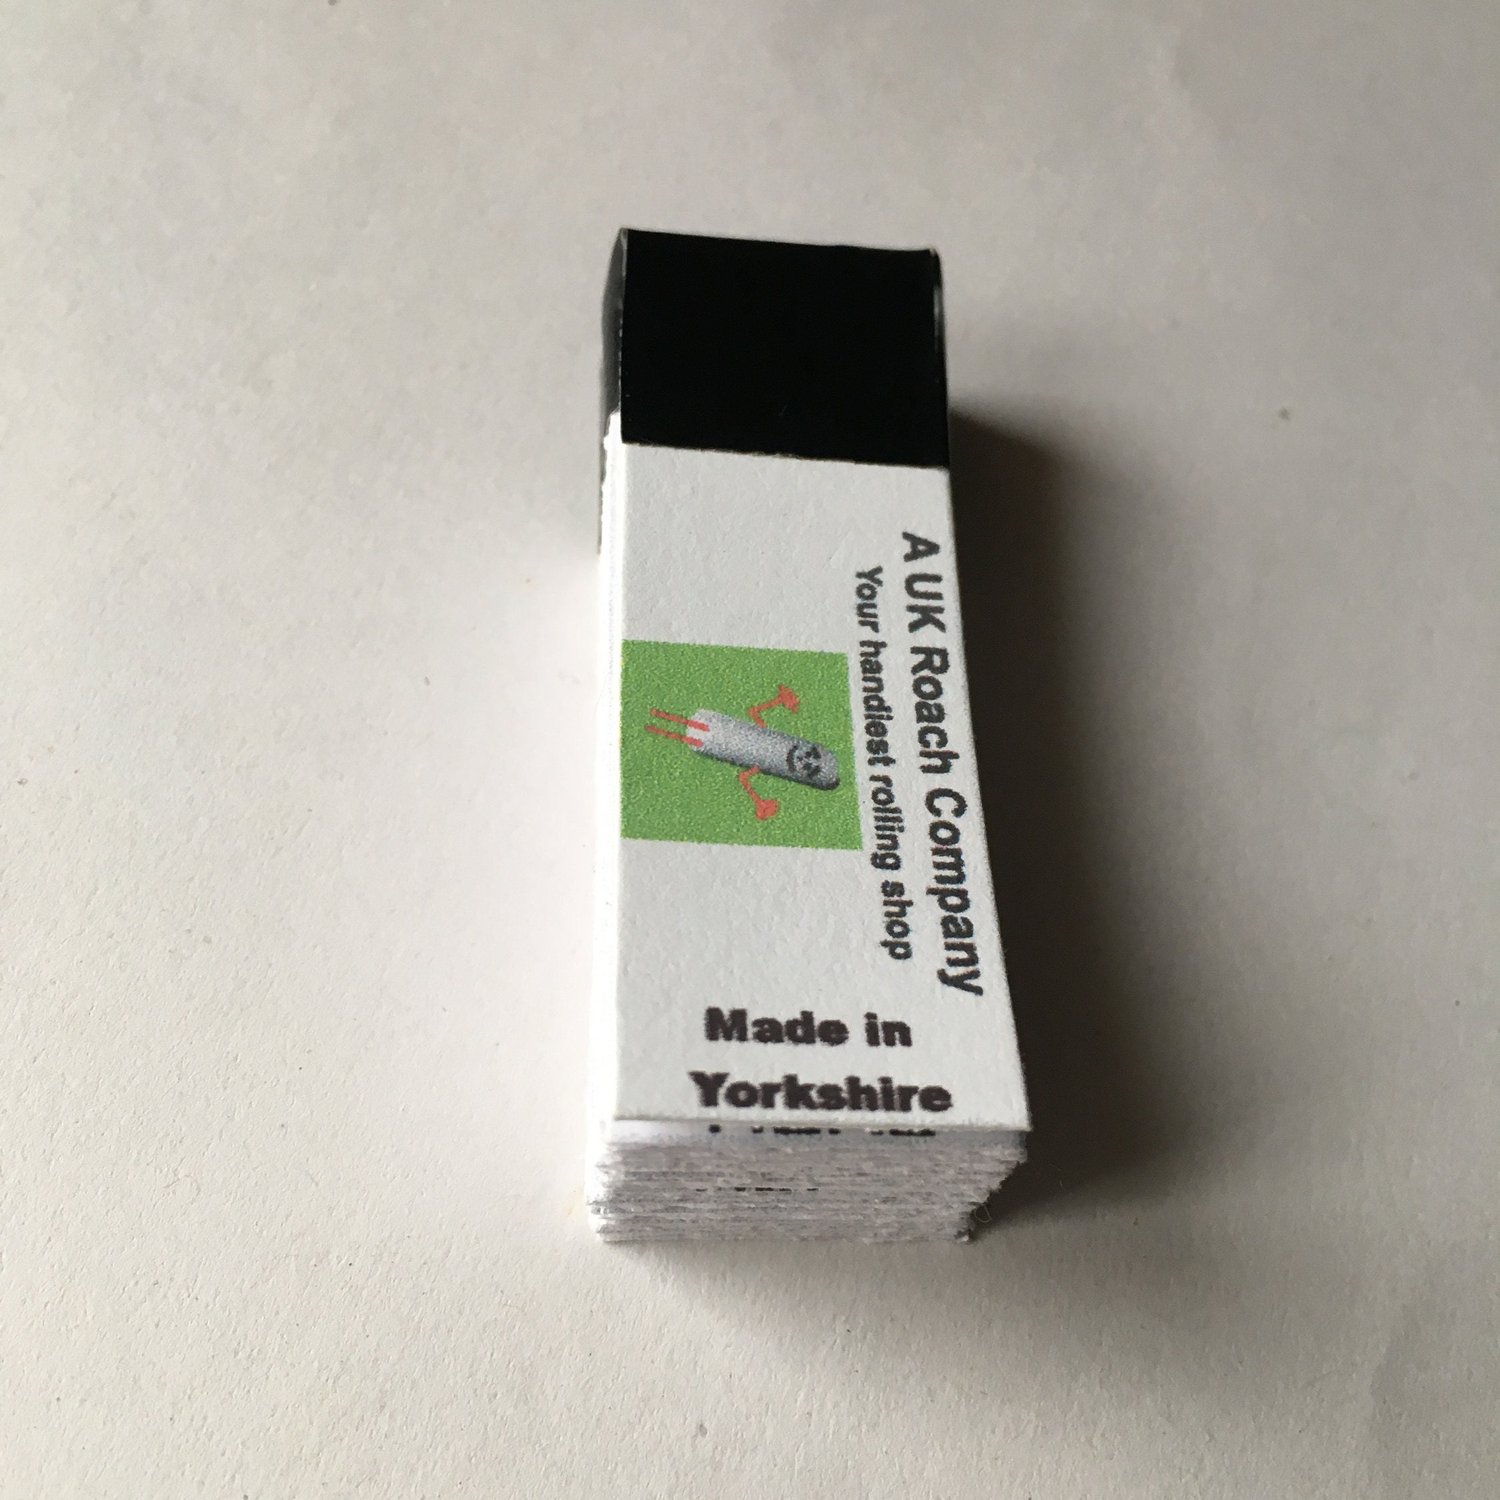 A UK Roach Company
Your handiest rolling shop
Made in
Yorkshire